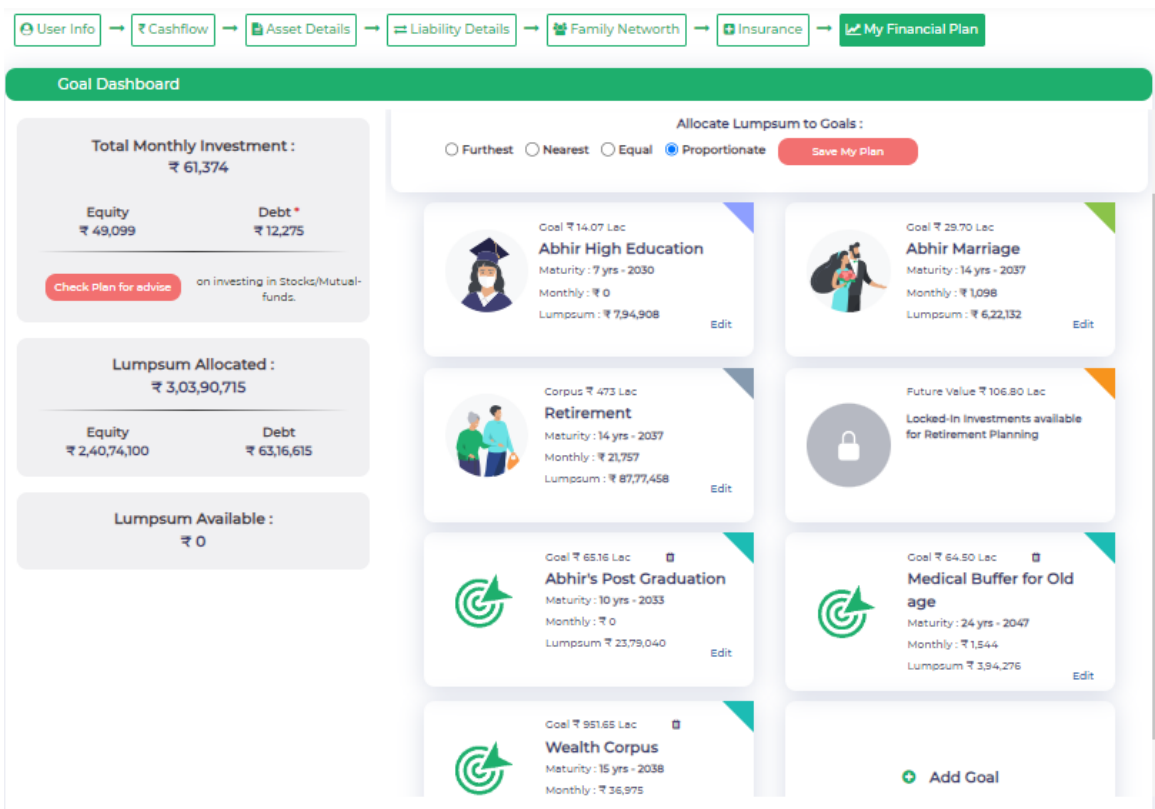 User Info → ₹ Cashflow → Asset Details → Liability Details → Family Networth → Insurance → My Financial Plan
Goal Dashboard
Total Monthly Investment :
₹ 61,374
Equity Debt *
₹ 49,099 ₹ 12,275
Check Plan for advise on investing in Stocks/Mutual-
funds.
Lumpsum Allocated :
₹ 3,03,90,715
Equity Debt
₹ 2,40,74,100 ₹ 63,16,615
Lumpsum Available :
₹ 0
Allocate Lumpsum to Goals :
Furthest Nearest Equal Proportionate Save My Plan
Goal ₹ 14.07 Lac
Abhir High Education
Maturity : 7 yrs - 2030
Monthly : ₹ 0
Lumpsum : ₹ 7,94,908
Edit
Goal ₹ 29.70 Lac
Abhir Marriage
Maturity : 14 yrs - 2037
Monthly : ₹ 1,098
Lumpsum : ₹ 6,22,132
Edit
Corpus ₹ 473 Lac
Retirement
Maturity : 14 yrs - 2037
Monthly : ₹ 21,757
Lumpsum : ₹ 87,77,458
Edit
Future Value ₹ 106.80 Lac
Locked-In Investments available
for Retirement Planning
Goal ₹ 65.16 Lac
Abhir's Post Graduation
Maturity : 10 yrs - 2033
Monthly : ₹ 0
Lumpsum ₹ 23,79,040
Edit
Goal ₹ 64.50 Lac
Medical Buffer for Old
age
Maturity : 24 yrs - 2047
Monthly : ₹ 1,544
Lumpsum ₹ 3,94,276
Edit
Goal ₹ 951.65 Lac
Wealth Corpus
Maturity : 15 yrs - 2038
Monthly : ₹ 36,975
Add Goal